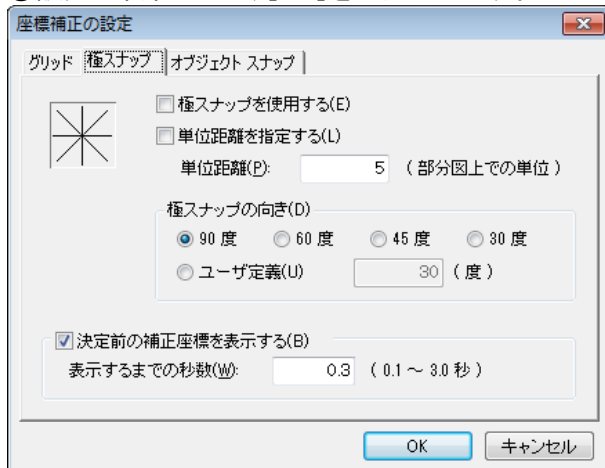 座標補正の設定
グリッド 極スナップ オブジェクト スナップ
極スナップを使用する(E)
単位距離を指定する(L)
単位距離(P): 5 ( 部分図上での単位 )
極スナップの向き(D)
90 度 60 度 45 度 30 度
ユーザ定義(U) 30 ( 度 )
決定前の補正座標を表示する(B)
表示するまでの秒数(W): 0.3 ( 0.1 ～ 3.0 秒 )
OK キャンセル